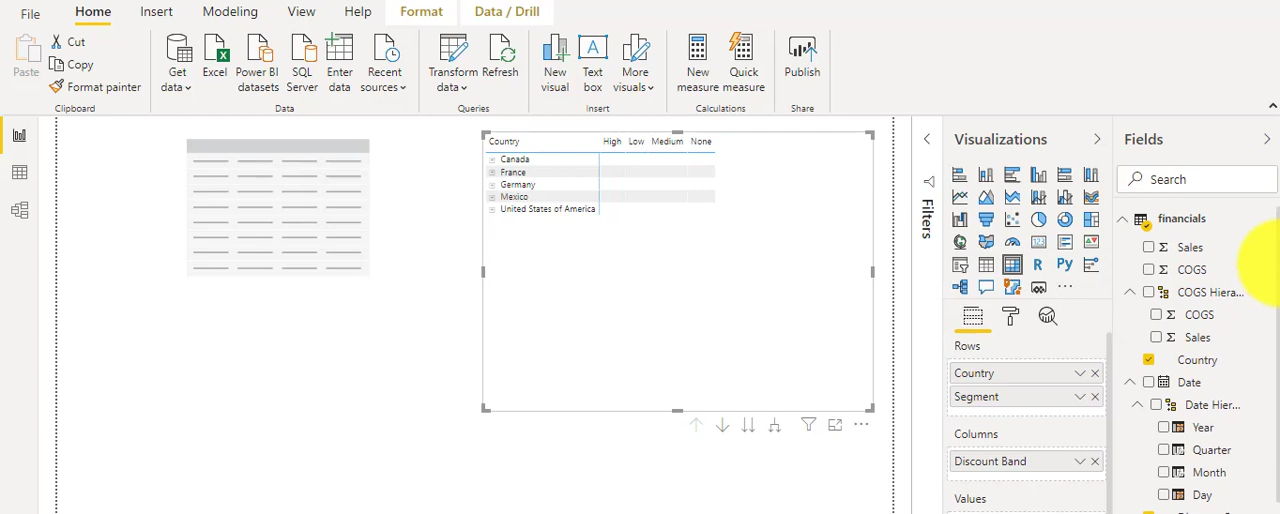 File Home Insert Modeling View Help Format Data / Drill
Paste
Cut
Copy
Format painter
Clipboard
Get data
Excel
Power BI datasets
SQL Server
Enter data
Recent sources
Data
Transform data
Refresh
Queries
New visual
Text box
More visuals
Insert
New measure
Quick measure
Calculations
Publish
Share
Country High Low Medium None
Canada
France
Germany
Mexico
United States of America
Filters
Visualizations
R Py
Rows
Country
Segment
Columns
Discount Band
Values
Fields
Search
financials
Sales
COGS
COGS Hiera...
COGS
Sales
Country
Date
Date Hier...
Year
Quarter
Month
Day